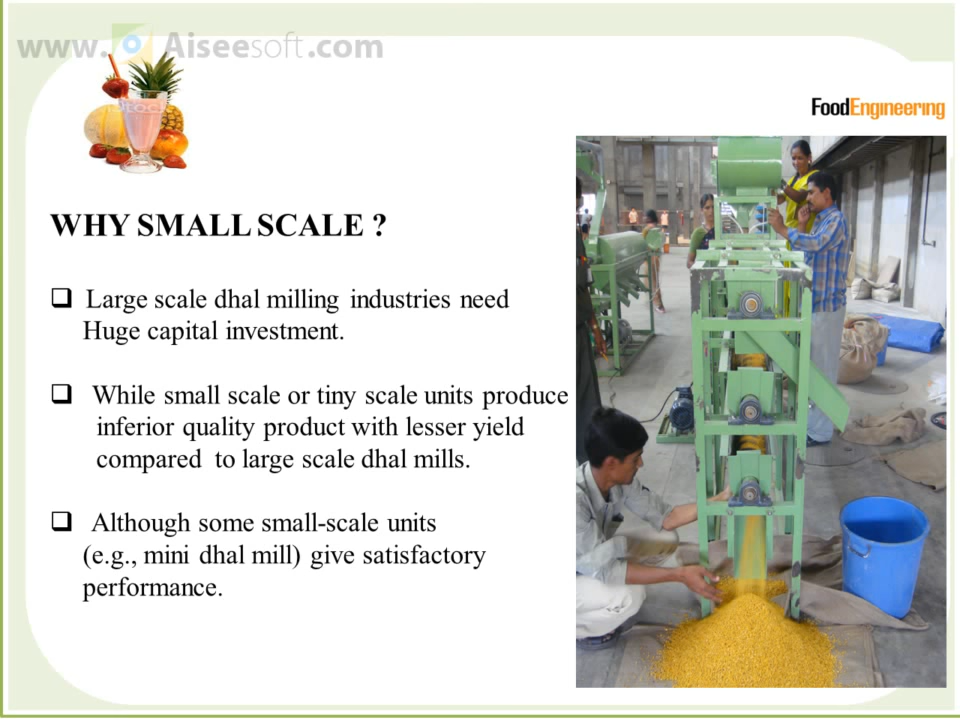 www.Aiseesoft.com
FoodEngineering
WHY SMALL SCALE ?
Large scale dhal milling industries need
Huge capital investment.
While small scale or tiny scale units produce
inferior quality product with lesser yield
compared to large scale dhal mills.
Although some small-scale units
(e.g., mini dhal mill) give satisfactory
performance.